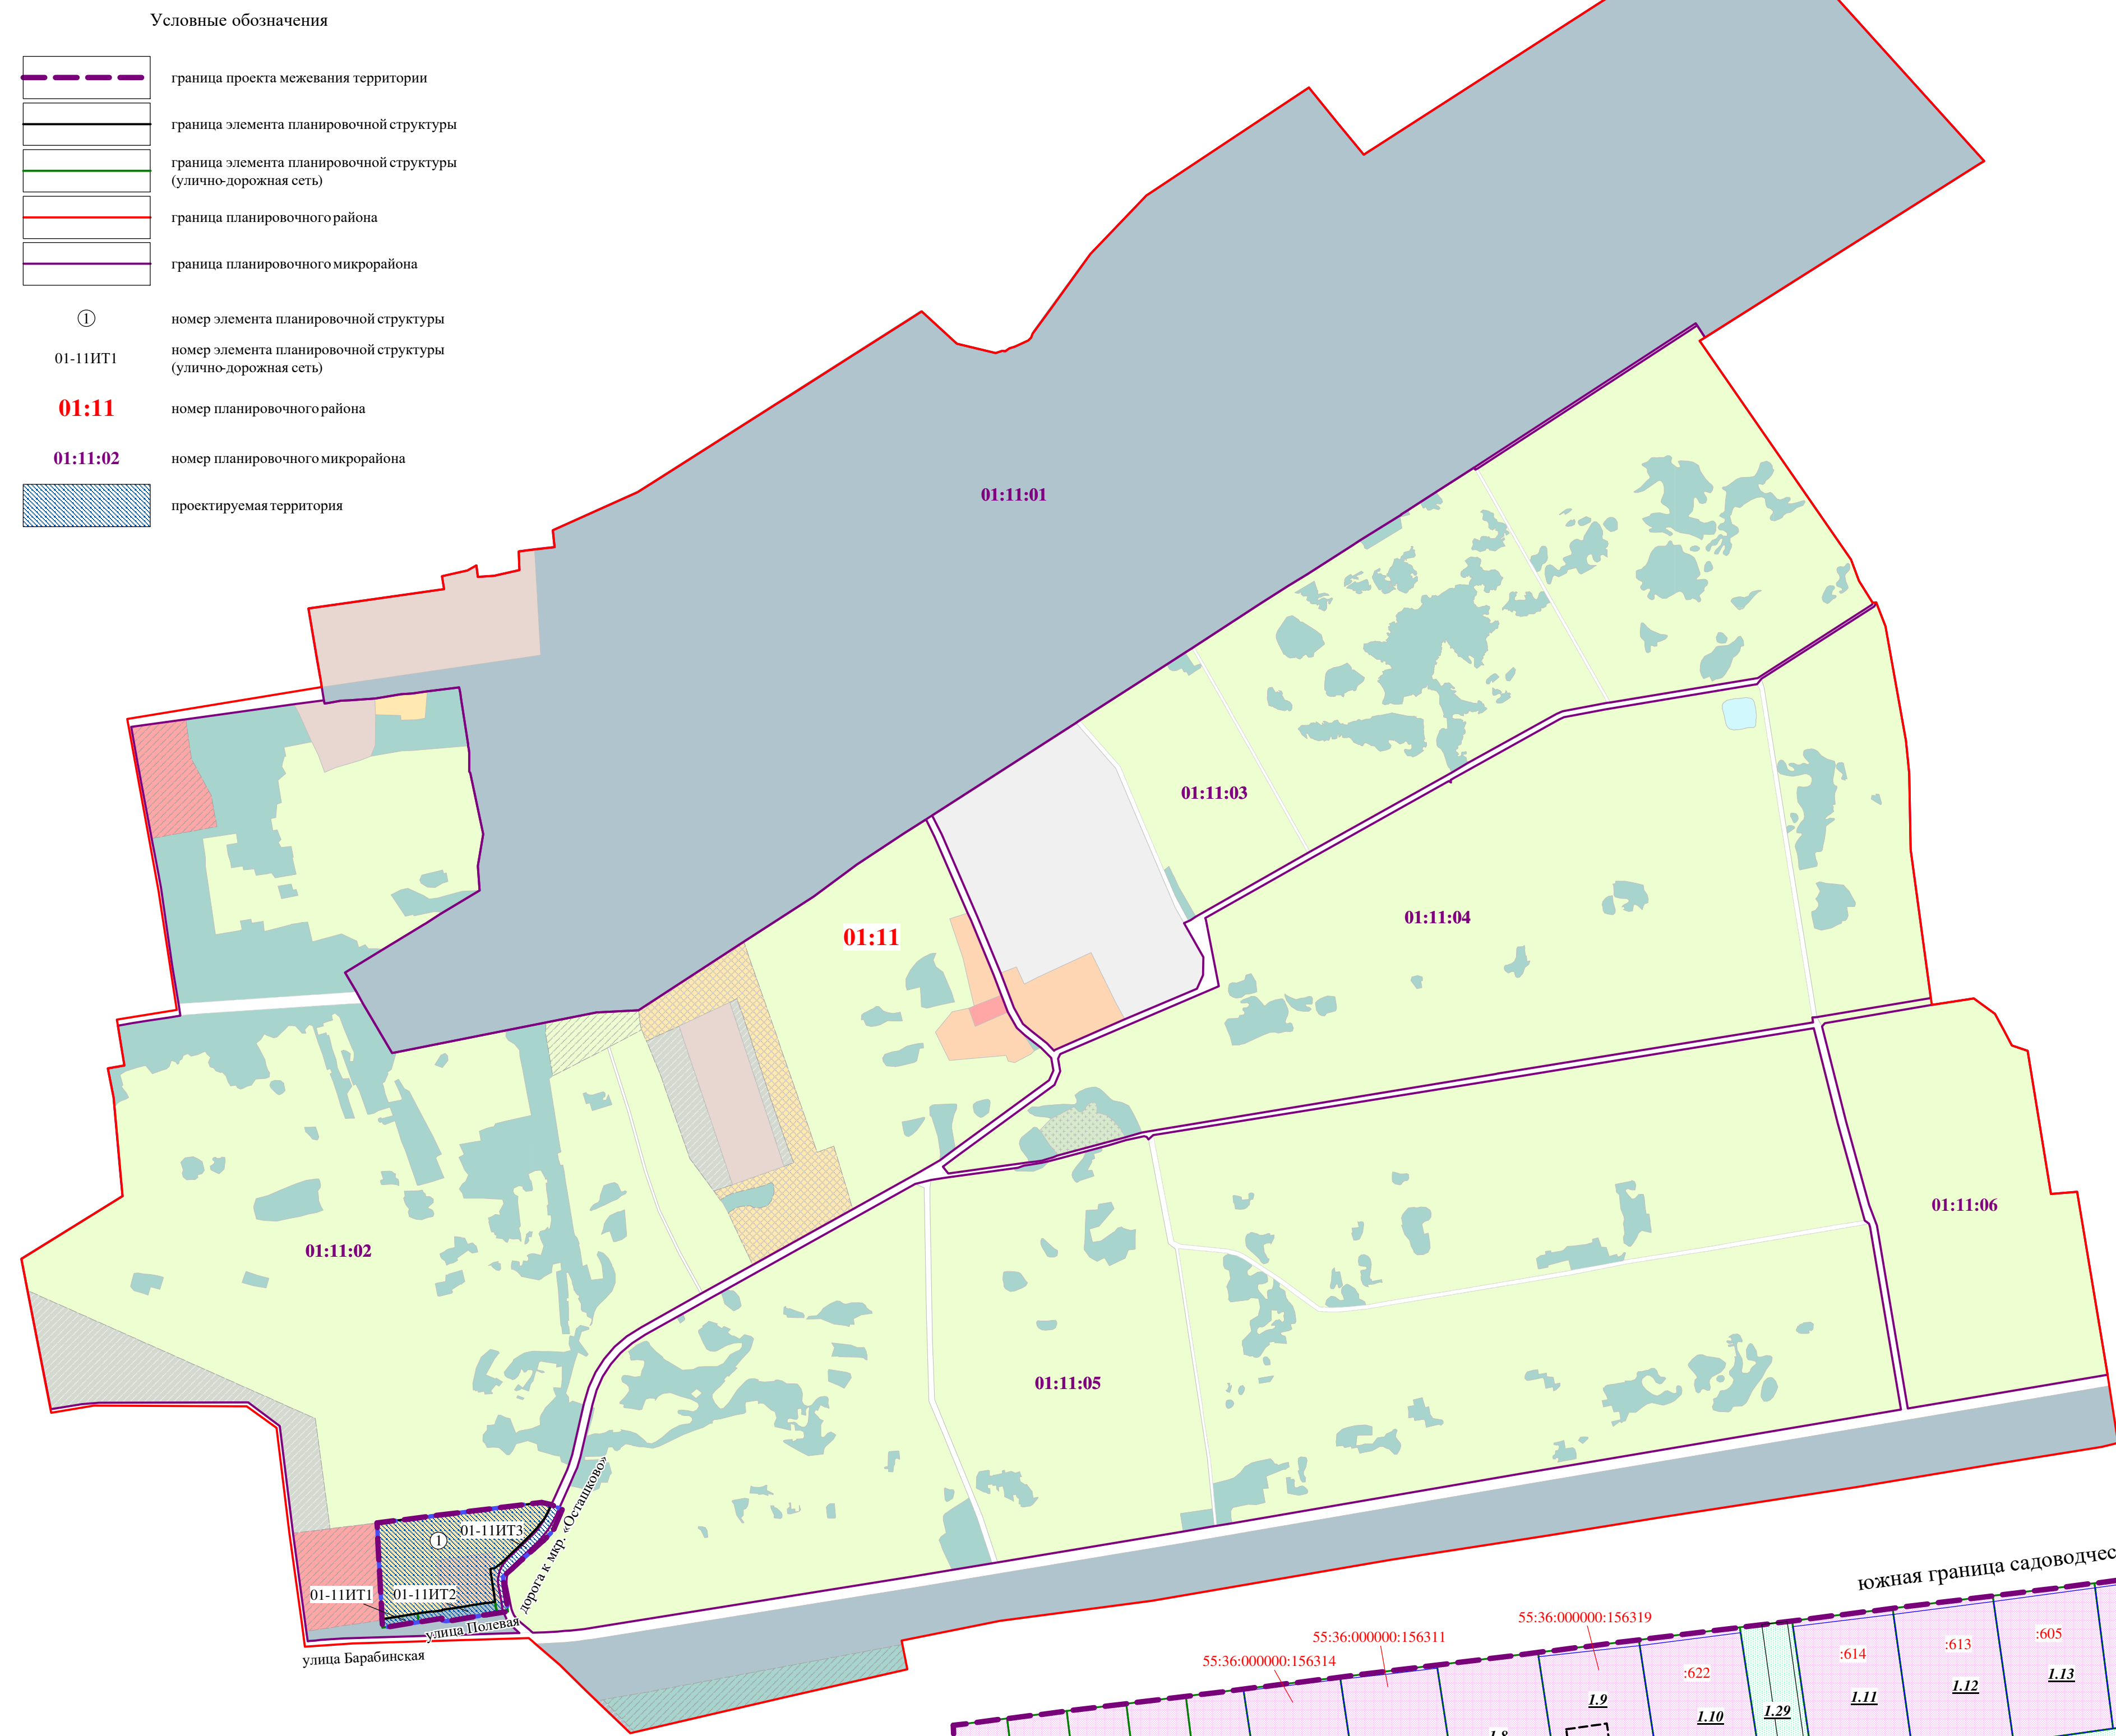 Условные обозначения
граница проекта межевания территории
граница элемента планировочной структуры
граница элемента планировочной структуры
(улично-дорожная сеть)
граница планировочного района
граница планировочного микрорайона
1
номер элемента планировочной структуры
01-11ИТ1
номер элемента планировочной структуры
(улично-дорожная сеть)
01:11
номер планировочного района
01:11:02
номер планировочного микрорайона
проектируемая территория
01:11:01
01:11:03
01:11:04
01:11
01:11:02
01:11:06
01:11:05
01-11ИТ3
1
01-11ИТ1
01-11ИТ2
дорога к мкр. «Осташково»
улица Полевая
улица Барабинская
южная граница садоводчес
55:36:000000:156319
55:36:000000:156311
55:36:000000:156314
:622
:614
:613
:605
1.8
1.9
1.10
1.29
1.11
1.12
1.13